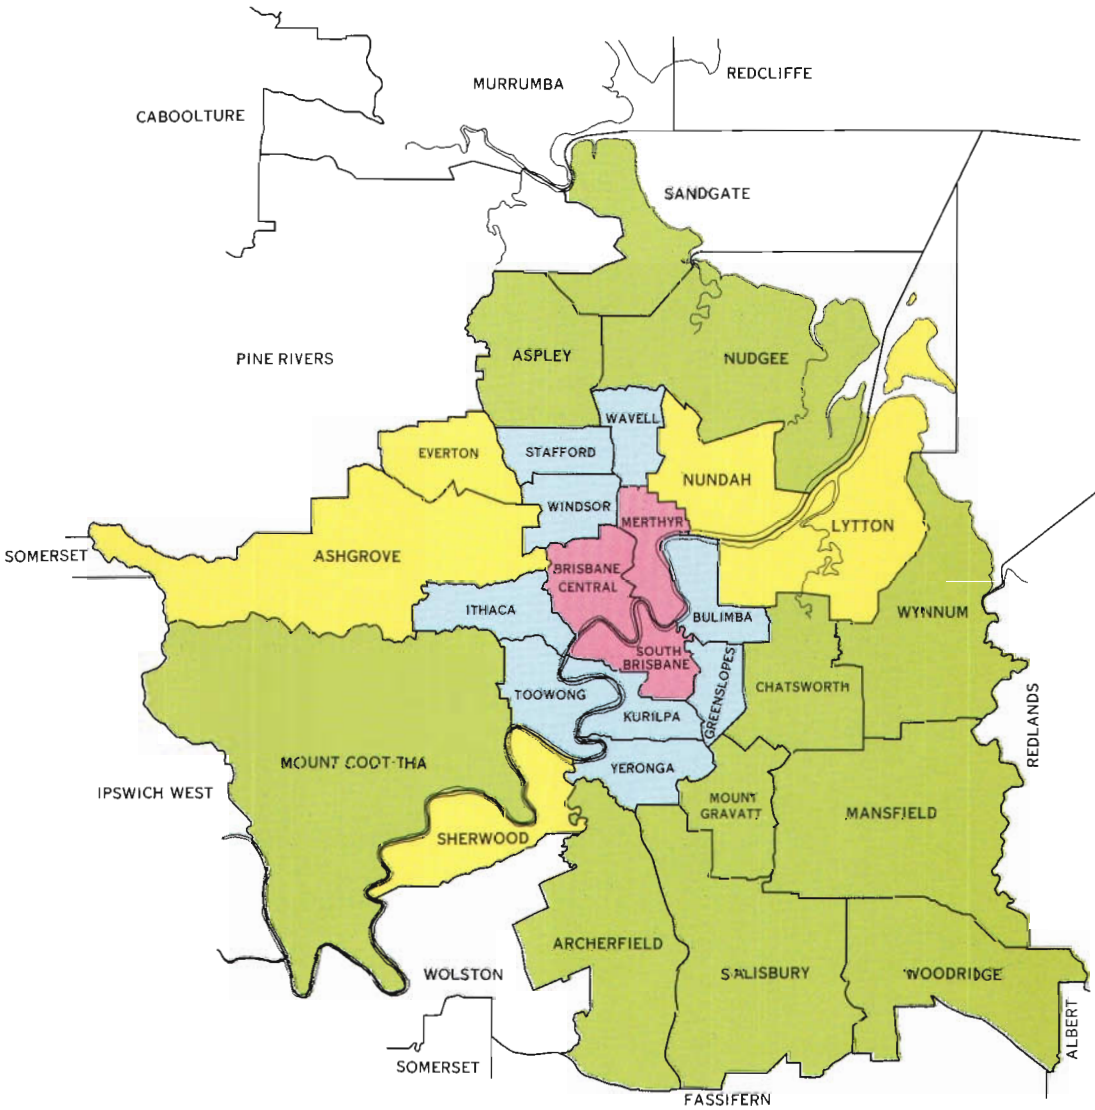 MURRUMBA
REDCLIFFE
CABOOLTURE
SANDGATE
PINE RIVERS
ASPLEY
NUDGEE
WAVELL
EVERTON
STAFFORD
NUNDAH
WINDSOR
MERTHYR
LYTTON
SOMERSET
ASHGROVE
BRISBANE
CENTRAL
ITHACA
BULIMBA
WYNNUM
SOUTH
BRISBANE
GREENSLOPES
CHATSWORTH
TOOWONG
KURILPA
REDLANDS
MOUNT COOT-THA
YERONGA
IPSWICH WEST
MOUNT
GRAVATT
MANSFIELD
SHERWOOD
ARCHERFIELD
WOLSTON
SALISBURY
WOODRIDGE
ALBERT
SOMERSET
FASSIFERN